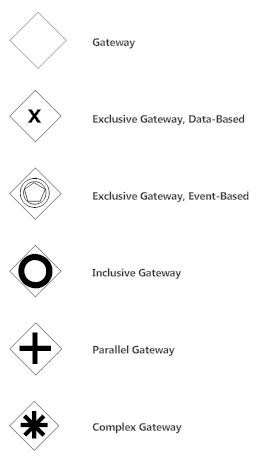 Gateway
X
Exclusive Gateway, Data-Based
Exclusive Gateway, Event-Based
Inclusive Gateway
Parallel Gateway
Complex Gateway